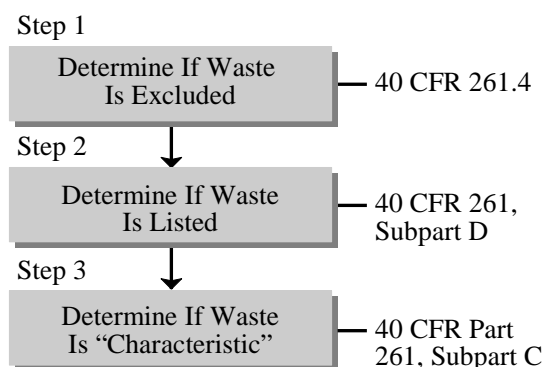 Step 1
Determine If Waste
Is Excluded
40 CFR 261.4
Step 2
Determine If Waste
Is Listed
40 CFR 261,
Subpart D
Step 3
Determine If Waste
Is “Characteristic”
40 CFR Part
261, Subpart C